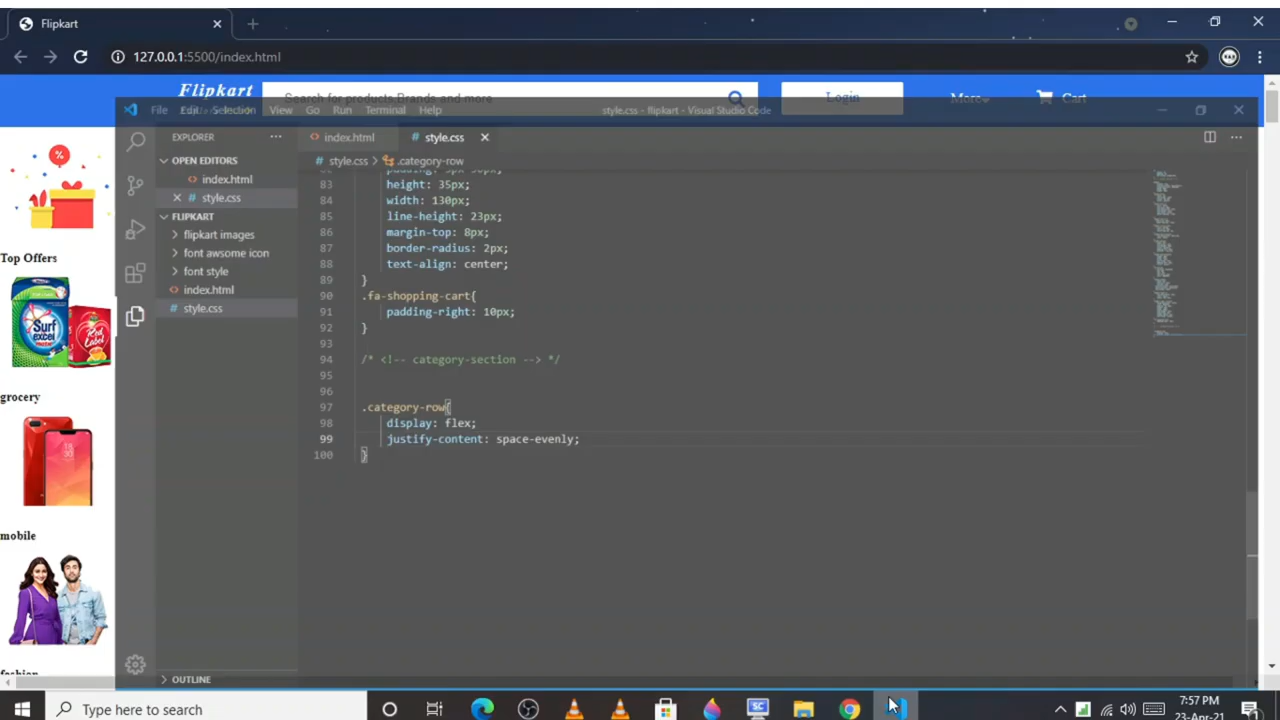 Flipkart
127.0.0.1:5500/index.html
Flipkart
Search for products,Brands and more
Login
More
Cart
File Edit Selection View Go Run Terminal Help
style.css - flipkart - Visual Studio Code
EXPLORER
index.html
style.css
OPEN EDITORS
index.html
style.css
FLIPKART
flipkart images
font awsome icon
font style
index.html
style.css
OUTLINE
style.css > .category-row
83 height: 35px;
84 width: 130px;
85 line-height: 23px;
86 margin-top: 8px;
87 border-radius: 2px;
88 text-align: center;
89 }
90 .fa-shopping-cart{
91 padding-right: 10px;
92 }
93
94 /* <!-- category-section --> */
95
96
97 .category-row{
98 display: flex;
99 justify-content: space-evenly;
100 }
%
Top Offers
Surf excel
Red Label
grocery
mobile
fashion
Type here to search
7:57 PM
23-Apr-21